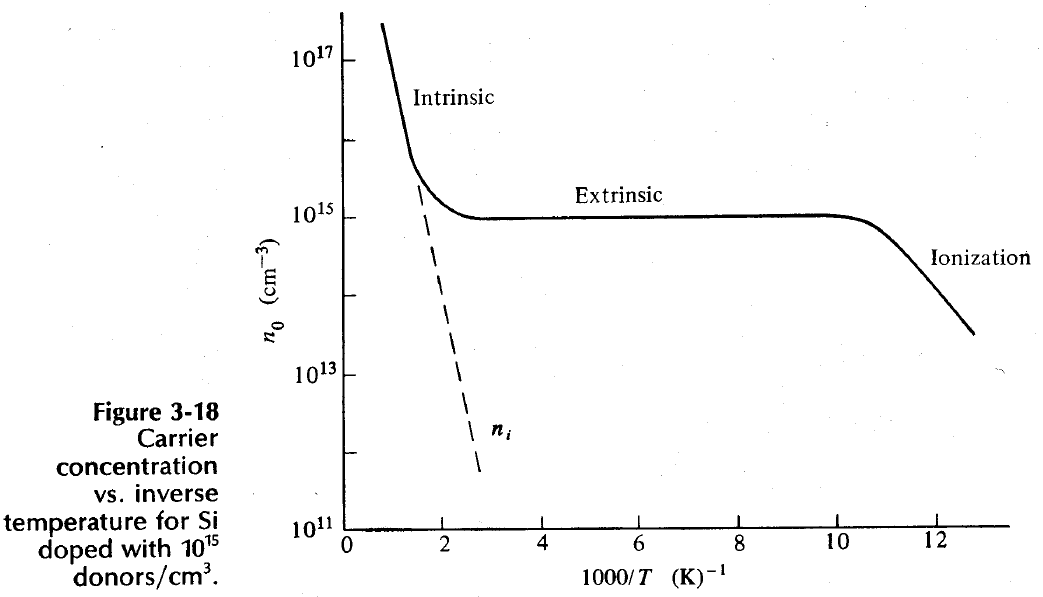 10¹⁷
Intrinsic
Extrinsic
10¹⁵
Ionization
n₀ (cm⁻³)
10¹³
nᵢ
10¹¹
0 2 4 6 8 10 12
1000/T (K)⁻¹
Figure 3-18
Carrier
concentration
vs. inverse
temperature for Si
doped with 10¹⁵
donors/cm³.